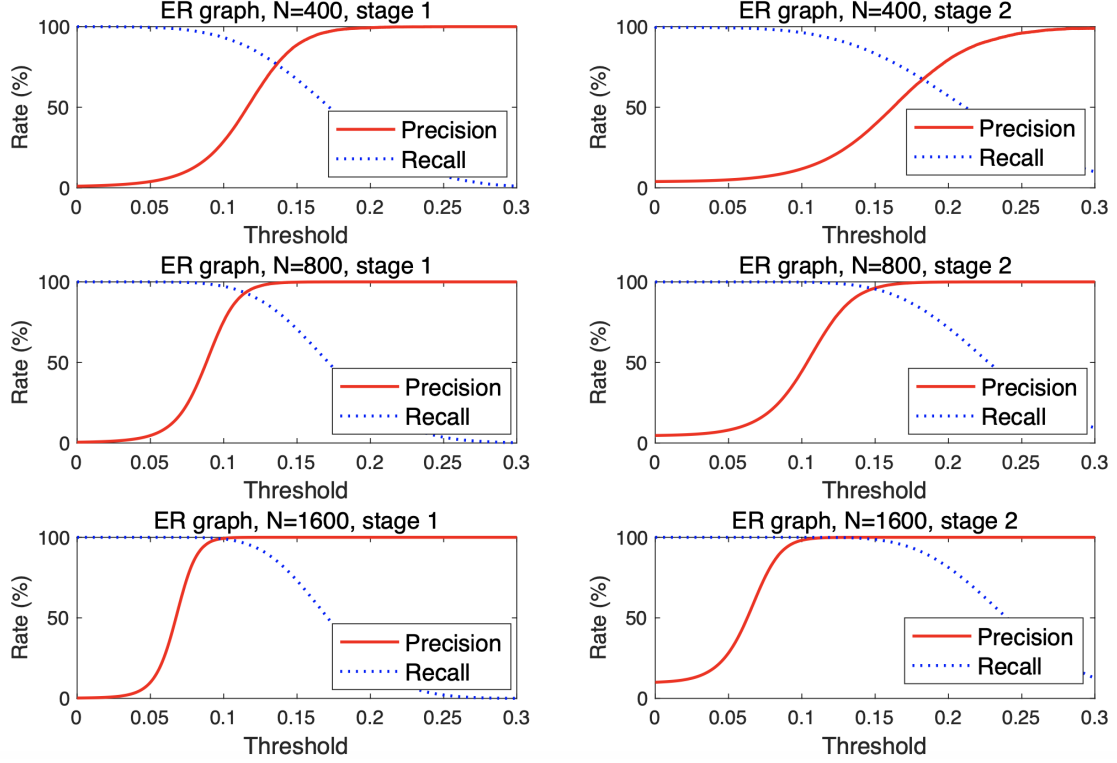 ER graph, N=400, stage 1
100
50
0
Rate (%)
Precision
Recall
0 0.05 0.1 0.15 0.2 0.25 0.3
Threshold
ER graph, N=400, stage 2
100
50
0
Rate (%)
Precision
Recall
0 0.05 0.1 0.15 0.2 0.25 0.3
Threshold
ER graph, N=800, stage 1
100
50
0
Rate (%)
Precision
Recall
0 0.05 0.1 0.15 0.2 0.25 0.3
Threshold
ER graph, N=800, stage 2
100
50
0
Rate (%)
Precision
Recall
0 0.05 0.1 0.15 0.2 0.25 0.3
Threshold
ER graph, N=1600, stage 1
100
50
0
Rate (%)
Precision
Recall
0 0.05 0.1 0.15 0.2 0.25 0.3
Threshold
ER graph, N=1600, stage 2
100
50
0
Rate (%)
Precision
Recall
0 0.05 0.1 0.15 0.2 0.25 0.3
Threshold